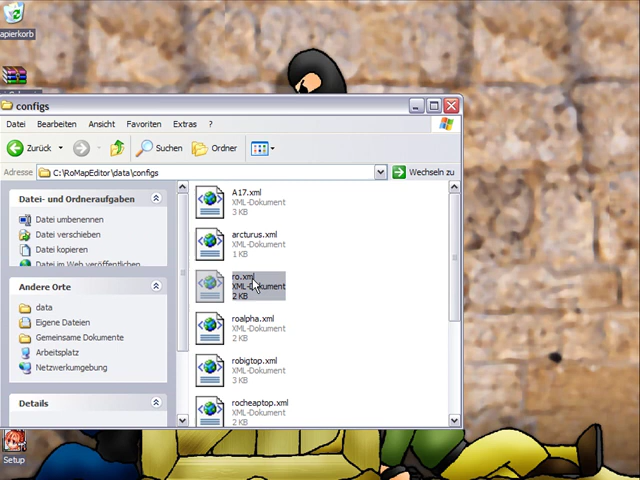 apierkorb
configs
Datei Bearbeiten Ansicht Favoriten Extras ?
Zurück Suchen Ordner
Adresse C:\RoMapEditor\data\configs Wechseln zu
Datei- und Ordneraufgaben
Datei umbenennen
Datei verschieben
Datei kopieren
Datei im Web veröffentlichen
Andere Orte
data
Eigene Dateien
Gemeinsame Dokumente
Arbeitsplatz
Netzwerkumgebung
Details
A17.xml
XML-Dokument
3 KB
arcturus.xml
XML-Dokument
1 KB
ro.xml
XML-Dokument
2 KB
roalpha.xml
XML-Dokument
2 KB
robigtop.xml
XML-Dokument
3 KB
rocheaptop.xml
XML-Dokument
2 KB
Setup